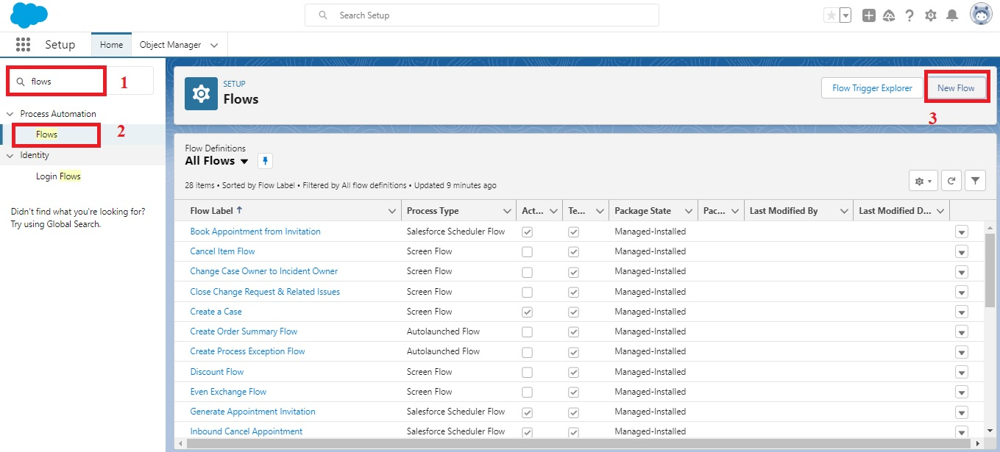 Search Setup
Setup Home Object Manager
flows 1
Process Automation
Flows 2
Identity
Login Flows
Didn't find what you're looking for?
Try using Global Search.
SETUP
Flows
Flow Trigger Explorer New Flow
3
Flow Definitions
All Flows
28 items • Sorted by Flow Label • Filtered by All flow definitions • Updated 9 minutes ago
Flow Label Process Type Act... Te... Package State Pac... Last Modified By Last Modified D...
Book Appointment from Invitation Salesforce Scheduler Flow Managed-Installed
Cancel Item Flow Screen Flow Managed-Installed
Change Case Owner to Incident Owner Screen Flow Managed-Installed
Close Change Request & Related Issues Screen Flow Managed-Installed
Create a Case Screen Flow Managed-Installed
Create Order Summary Flow Autolaunched Flow Managed-Installed
Create Process Exception Flow Autolaunched Flow Managed-Installed
Discount Flow Screen Flow Managed-Installed
Even Exchange Flow Screen Flow Managed-Installed
Generate Appointment Invitation Salesforce Scheduler Flow Managed-Installed
Inbound Cancel Appointment Salesforce Scheduler Flow Managed-Installed